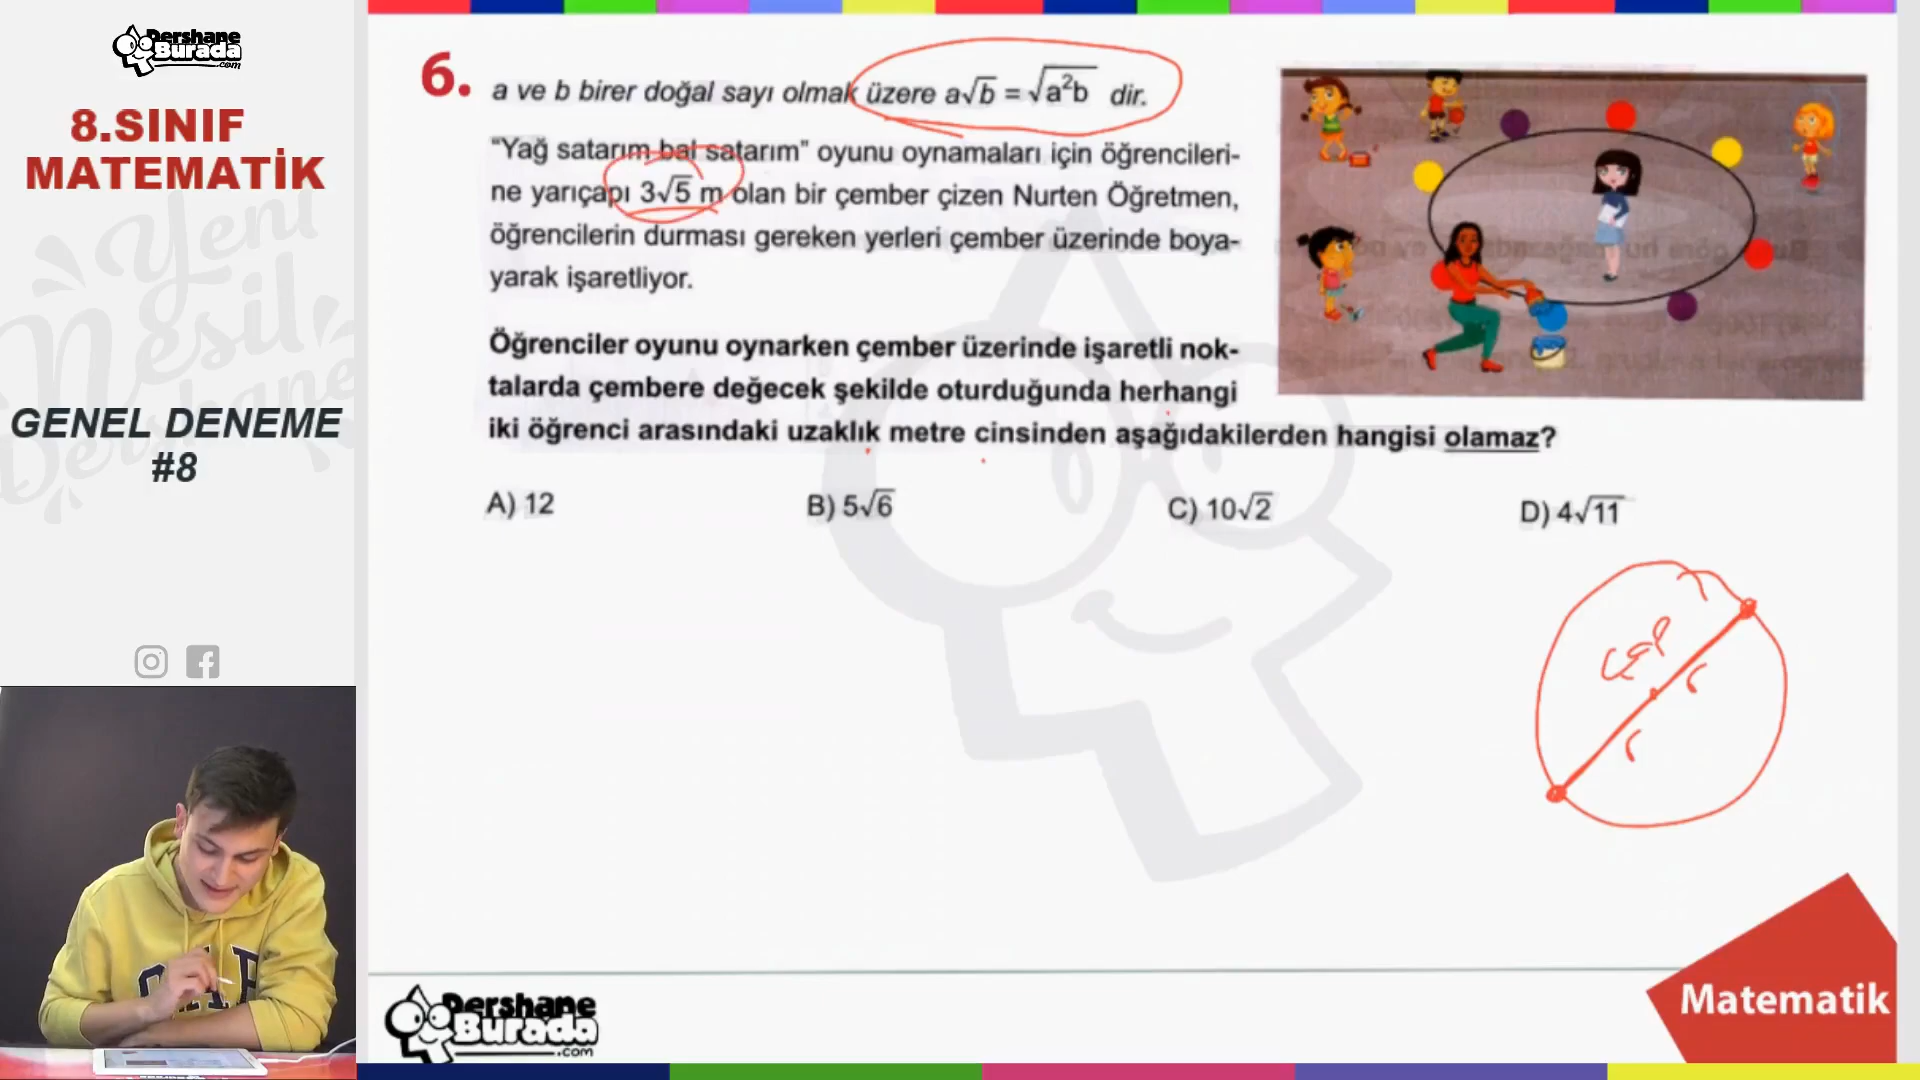 Dershane
Burada
.com
8.SINIF
MATEMATİK
Yeni
Nesil
Dershane
GENEL DENEME
#8
6. a ve b birer doğal sayı olmak üzere a√b = √a²b dir.
“Yağ satarım bal satarım” oyunu oynamaları için öğrencileri-
ne yarıçapı 3√5 m olan bir çember çizen Nurten Öğretmen,
öğrencilerin durması gereken yerleri çember üzerinde boya-
yarak işaretliyor.
Öğrenciler oyunu oynarken çember üzerinde işaretli nok-
talarda çembere değecek şekilde oturduğunda herhangi
iki öğrenci arasındaki uzaklık metre cinsinden aşağıdakilerden hangisi olamaz?
A) 12 B) 5√6 C) 10√2 D) 4√11
r
r
Dershane
Burada
.com
Matematik